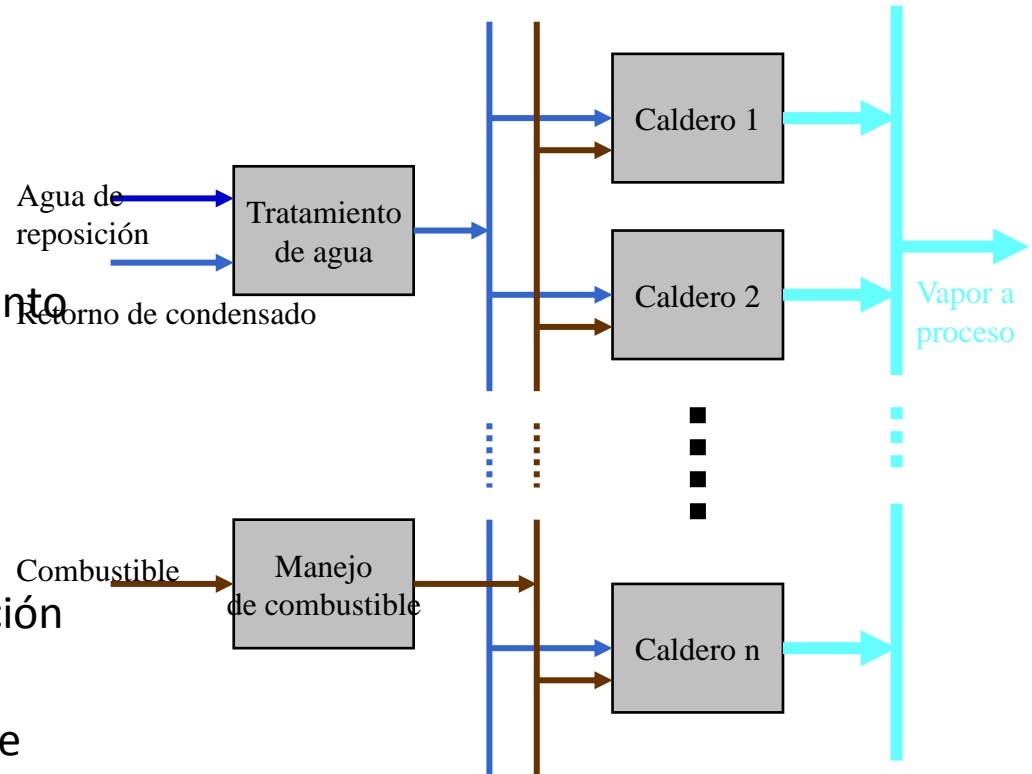 Caldero 1
Agua de
reposición
Tratamiento
de agua
Caldero 2
Vapor a
proceso
nto
Retorno de condensado
Combustible
Manejo
de combustible
ción
Caldero n
e